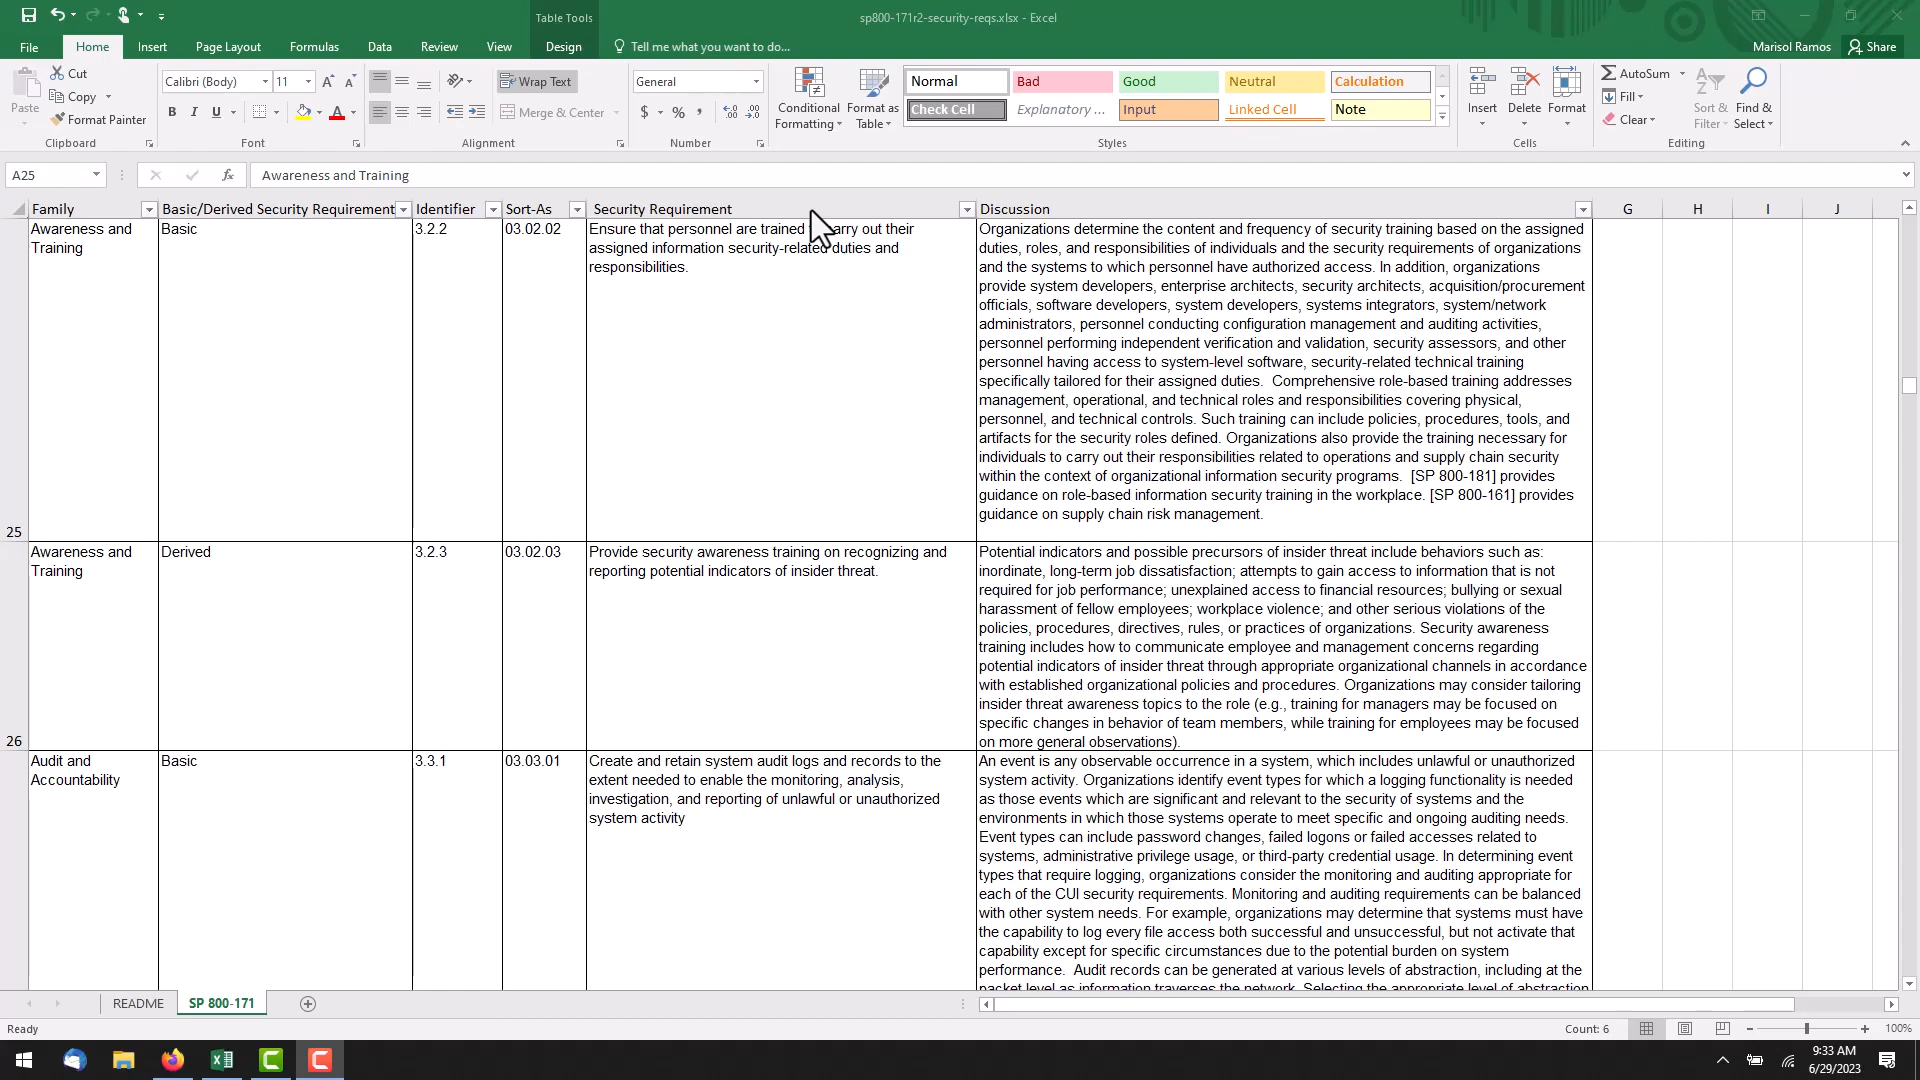 Table Tools
sp800-171r2-security-reqs.xlsx - Excel
File Home Insert Page Layout Formulas Data Review View Design Tell me what you want to do... Marisol Ramos Share
Paste Cut Copy Format Painter
Calibri (Body) 11
B I U A
Wrap Text
Merge & Center
General
$ % ,
Conditional Formatting
Format as Table
Normal Bad Good Neutral Calculation
Check Cell Explanatory ... Input Linked Cell Note
Insert Delete Format
AutoSum
Fill
Clear
Sort & Filter
Find & Select
Clipboard Font Alignment Number Styles Cells Editing
A25 fx Awareness and Training
Family Basic/Derived Security Requirement Identifier Sort-As Security Requirement Discussion G H I J
25
Awareness and
Training
Basic
3.2.2
03.02.02
Ensure that personnel are trained carry out their
assigned information security-related duties and
responsibilities.
Organizations determine the content and frequency of security training based on the assigned
duties, roles, and responsibilities of individuals and the security requirements of organizations
and the systems to which personnel have authorized access. In addition, organizations
provide system developers, enterprise architects, security architects, acquisition/procurement
officials, software developers, system developers, systems integrators, system/network
administrators, personnel conducting configuration management and auditing activities,
personnel performing independent verification and validation, security assessors, and other
personnel having access to system-level software, security-related technical training
specifically tailored for their assigned duties.  Comprehensive role-based training addresses
management, operational, and technical roles and responsibilities covering physical,
personnel, and technical controls. Such training can include policies, procedures, tools, and
artifacts for the security roles defined. Organizations also provide the training necessary for
individuals to carry out their responsibilities related to operations and supply chain security
within the context of organizational information security programs.  [SP 800-181] provides
guidance on role-based information security training in the workplace. [SP 800-161] provides
guidance on supply chain risk management.
26
Awareness and
Training
Derived
3.2.3
03.02.03
Provide security awareness training on recognizing and
reporting potential indicators of insider threat.
Potential indicators and possible precursors of insider threat include behaviors such as:
inordinate, long-term job dissatisfaction; attempts to gain access to information that is not
required for job performance; unexplained access to financial resources; bullying or sexual
harassment of fellow employees; workplace violence; and other serious violations of the
policies, procedures, directives, rules, or practices of organizations. Security awareness
training includes how to communicate employee and management concerns regarding
potential indicators of insider threat through appropriate organizational channels in accordance
with established organizational policies and procedures. Organizations may consider tailoring
insider threat awareness topics to the role (e.g., training for managers may be focused on
specific changes in behavior of team members, while training for employees may be focused
on more general observations).
Audit and
Accountability
Basic
3.3.1
03.03.01
Create and retain system audit logs and records to the
extent needed to enable the monitoring, analysis,
investigation, and reporting of unlawful or unauthorized
system activity
An event is any observable occurrence in a system, which includes unlawful or unauthorized
system activity. Organizations identify event types for which a logging functionality is needed
as those events which are significant and relevant to the security of systems and the
environments in which those systems operate to meet specific and ongoing auditing needs.
Event types can include password changes, failed logons or failed accesses related to
systems, administrative privilege usage, or third-party credential usage. In determining event
types that require logging, organizations consider the monitoring and auditing appropriate for
each of the CUI security requirements. Monitoring and auditing requirements can be balanced
with other system needs. For example, organizations may determine that systems must have
the capability to log every file access both successful and unsuccessful, but not activate that
capability except for specific circumstances due to the potential burden on system
performance.  Audit records can be generated at various levels of abstraction, including at the
packet level as information traverses the network. Selecting the appropriate level of abstraction
README SP 800-171
Ready Count: 6 100%
9:33 AM
6/29/2023